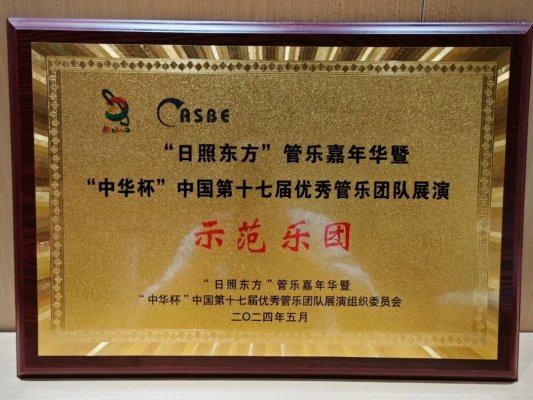 CASBE
“日照东方”管乐嘉年华暨
“中华杯”中国第十七届优秀管乐团队展演
示范乐团
“日照东方”管乐嘉年华暨
“中华杯”中国第十七届优秀管乐团队展演组织委员会
二〇二四年五月